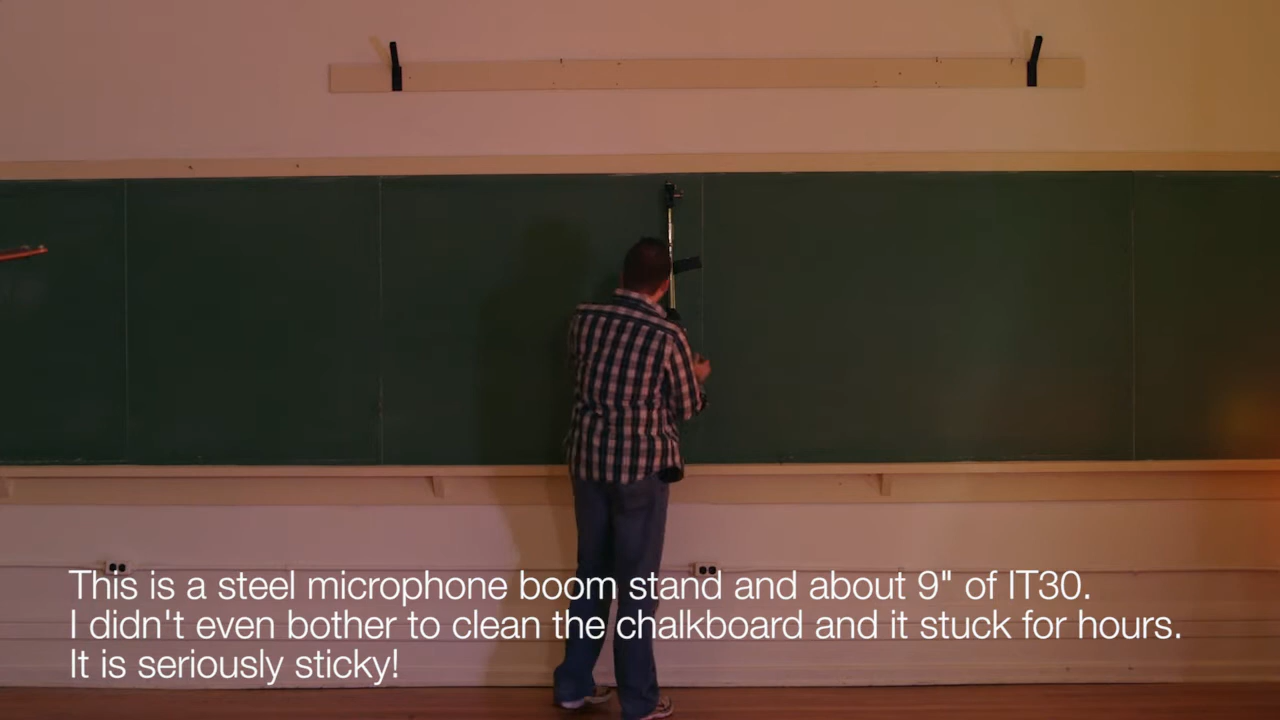 This is a steel microphone boom stand and about 9" of IT30.
I didn't even bother to clean the chalkboard and it stuck for hours.
It is seriously sticky!